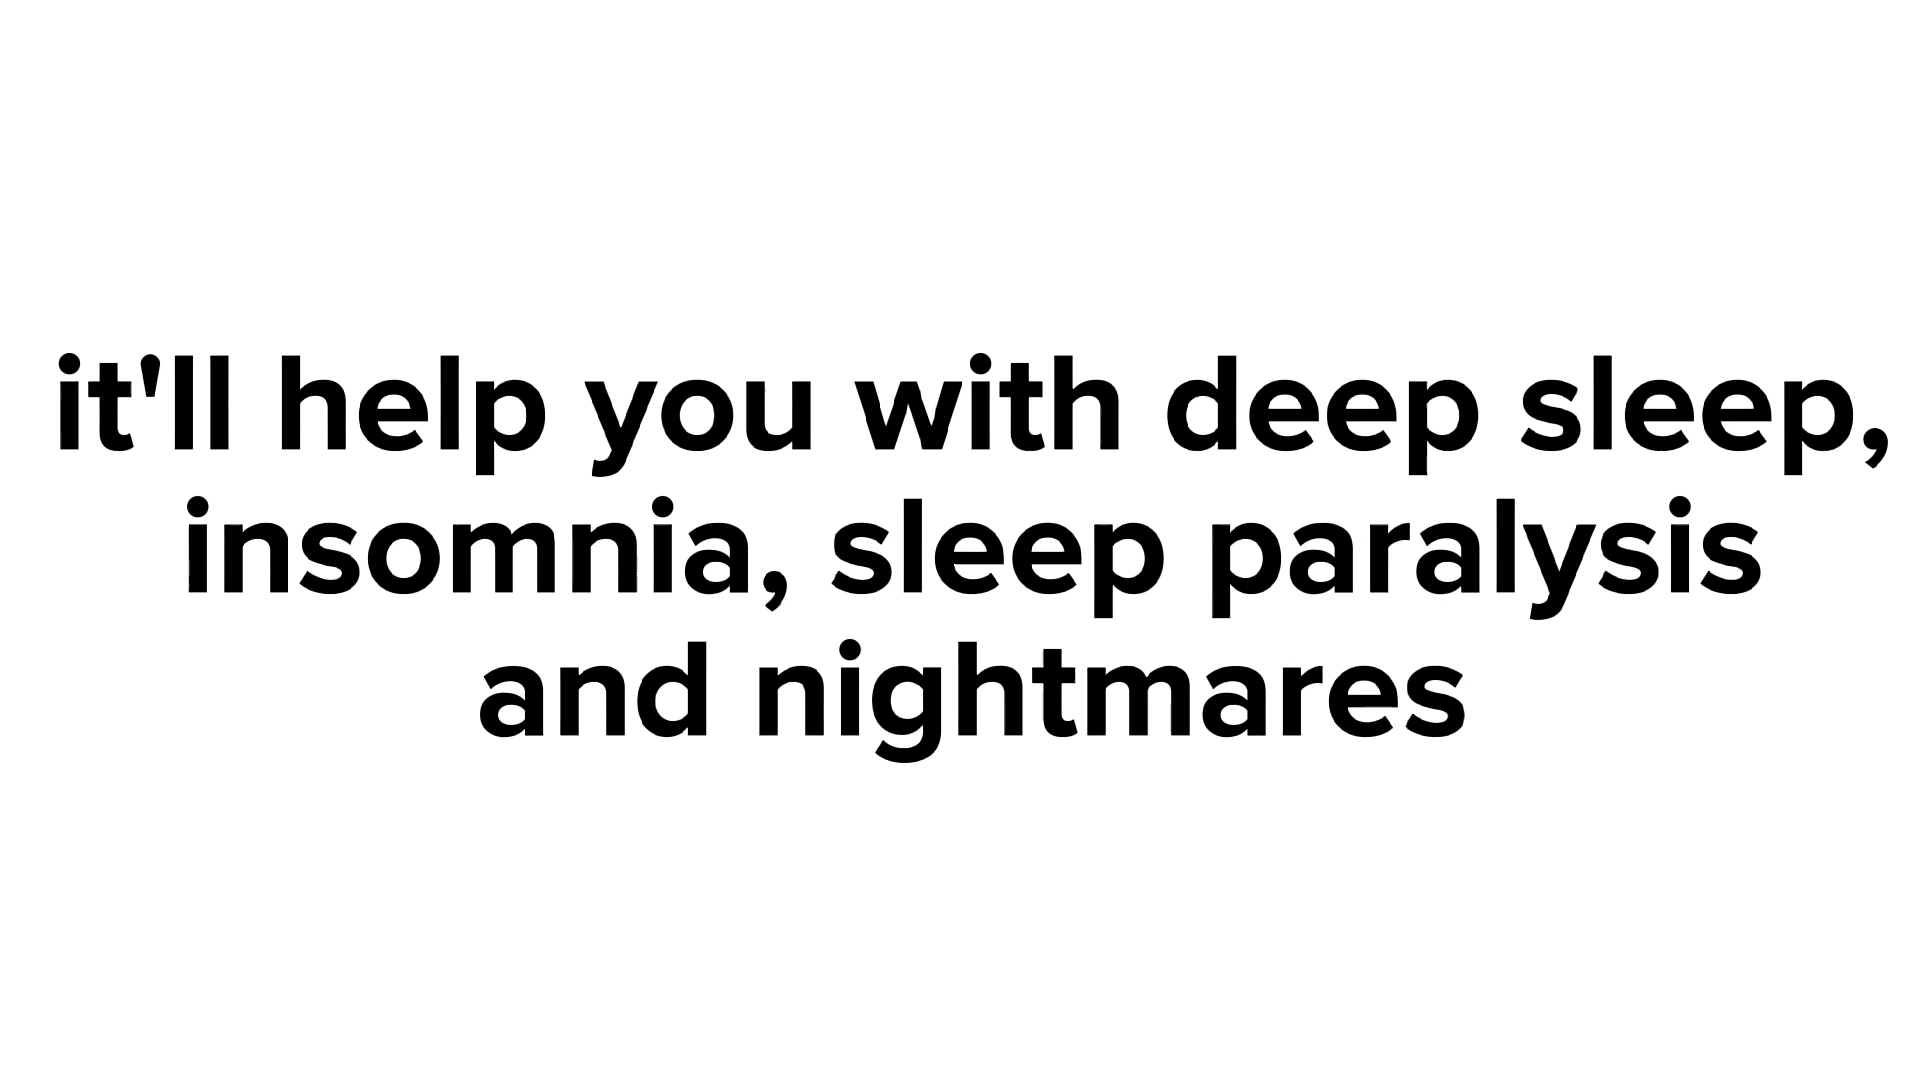 it'll help you with deep sleep,
insomnia, sleep paralysis
and nightmares